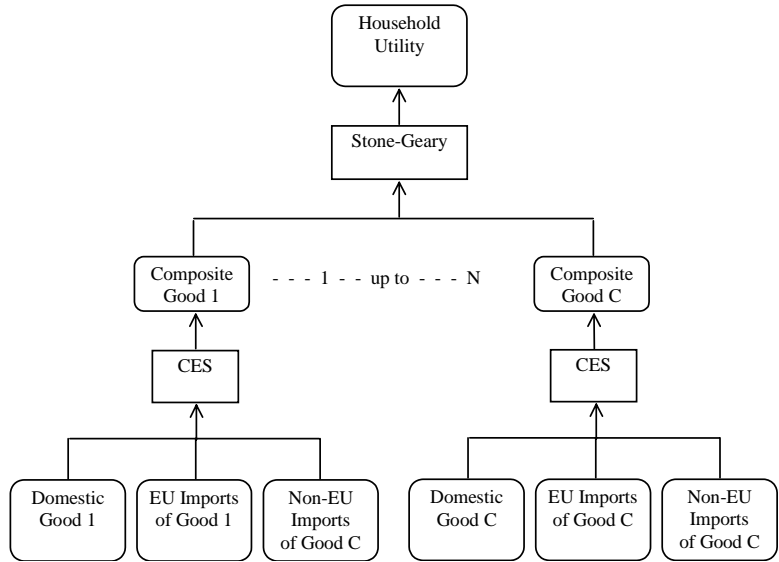 Household
Utility
Stone-Geary
Composite
Good 1
- - - 1 - - up to - - - N
Composite
Good C
CES
CES
Domestic
Good 1
EU Imports
of Good 1
Non-EU
Imports
of Good C
Domestic
Good C
EU Imports
of Good C
Non-EU
Imports
of Good C